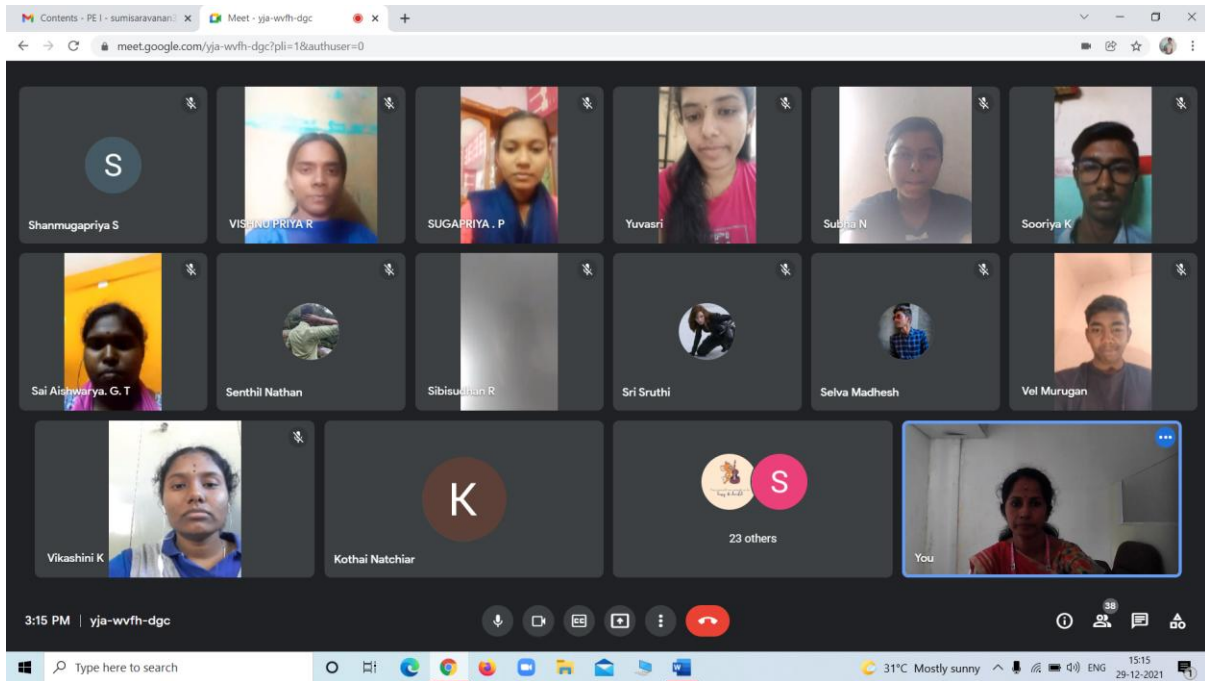 Contents - PE I - sumisaravanan
Meet - yja-wvfh-dgc
meet.google.com/yja-wvfh-dgc?pli=1&authuser=0
S
Shanmugapriya S
VISHNU PRIYA R
SUGAPRIYA . P
Yuvasri
Subha N
Sooriya K
Sai Aishwarya. G. T
Senthil Nathan
Sibisudhan R
Sri Sruthi
Selva Madhesh
Vel Murugan
Vikashini K
K
Kothai Natchiar
S
23 others
You
3:15 PM | yja-wvfh-dgc
CC
38
Type here to search
W
31°C Mostly sunny
ENG
15:15
29-12-2021
1